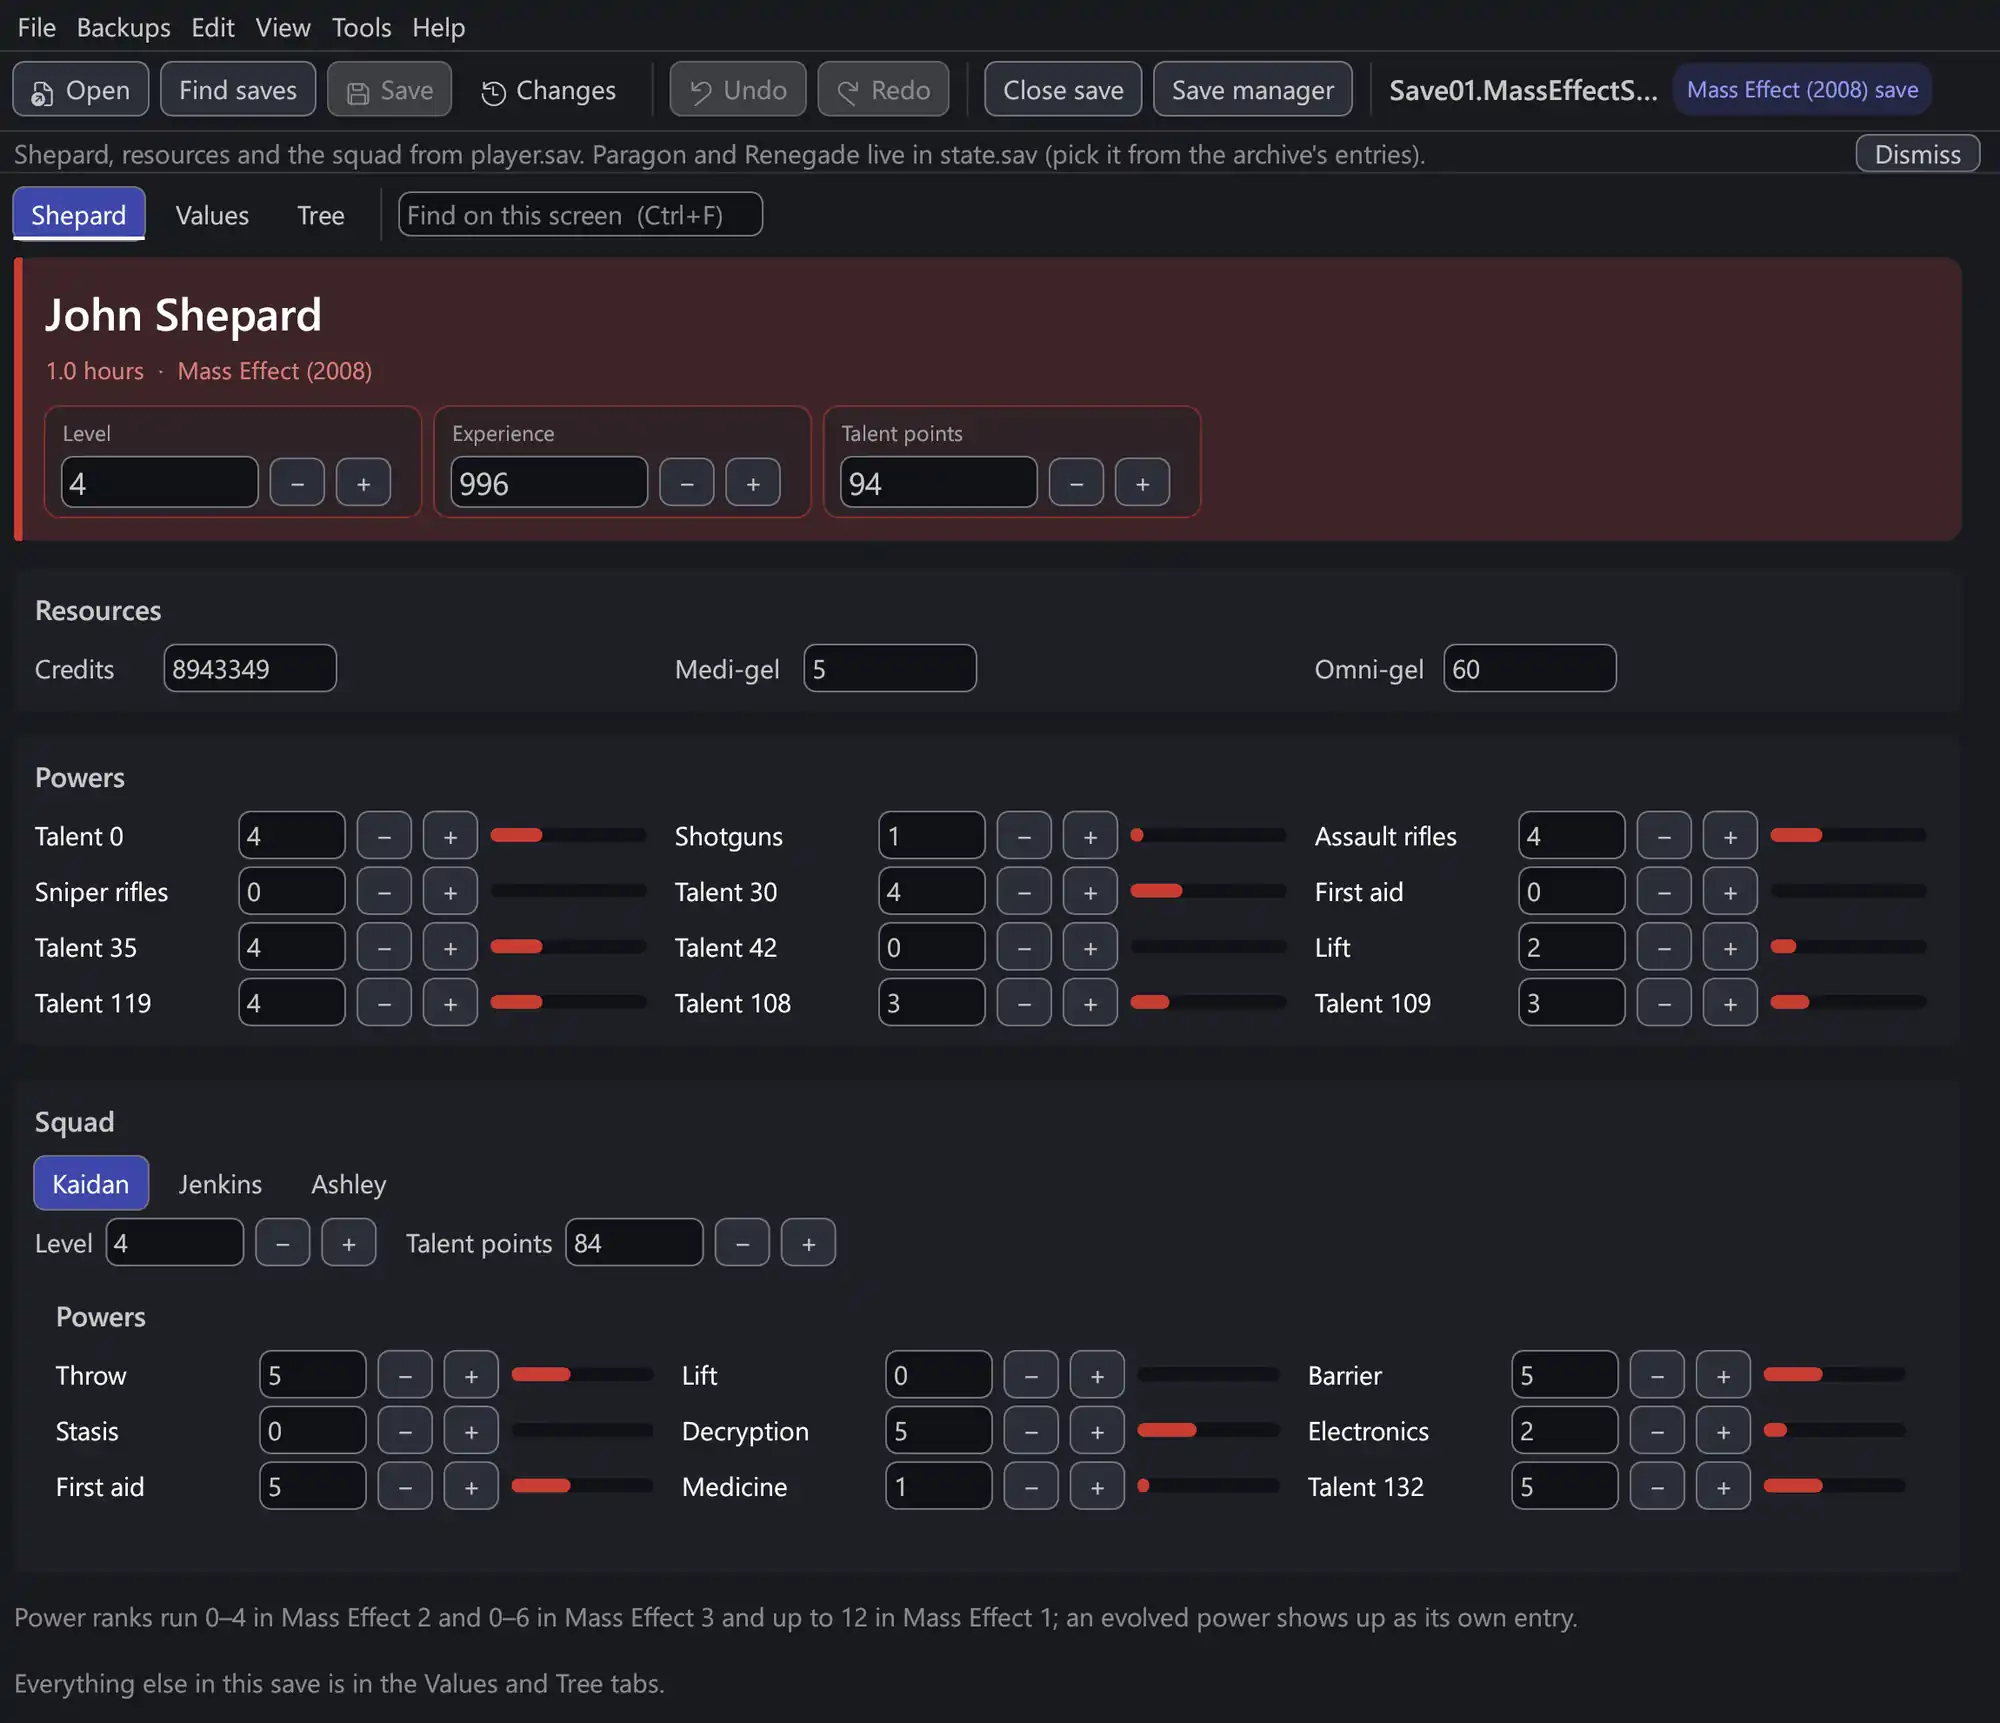 File Backups Edit View Tools Help
Open Find saves Save Changes Undo Redo Close save Save manager Save01.MassEffectS... Mass Effect (2008) save
Shepard, resources and the squad from player.sav. Paragon and Renegade live in state.sav (pick it from the archive's entries). Dismiss
Shepard Values Tree Find on this screen (Ctrl+F)
John Shepard
1.0 hours · Mass Effect (2008)
Level Experience Talent points
4 − + 996 − + 94 − +
Resources
Credits 8943349 Medi-gel 5 Omni-gel 60
Powers
Talent 0 4 − + Shotguns 1 − + Assault rifles 4 − +
Sniper rifles 0 − + Talent 30 4 − + First aid 0 − +
Talent 35 4 − + Talent 42 0 − + Lift 2 − +
Talent 119 4 − + Talent 108 3 − + Talent 109 3 − +
Squad
Kaidan Jenkins Ashley
Level 4 − + Talent points 84 − +
Powers
Throw 5 − + Lift 0 − + Barrier 5 − +
Stasis 0 − + Decryption 5 − + Electronics 2 − +
First aid 5 − + Medicine 1 − + Talent 132 5 − +
Power ranks run 0–4 in Mass Effect 2 and 0–6 in Mass Effect 3 and up to 12 in Mass Effect 1; an evolved power shows up as its own entry.
Everything else in this save is in the Values and Tree tabs.